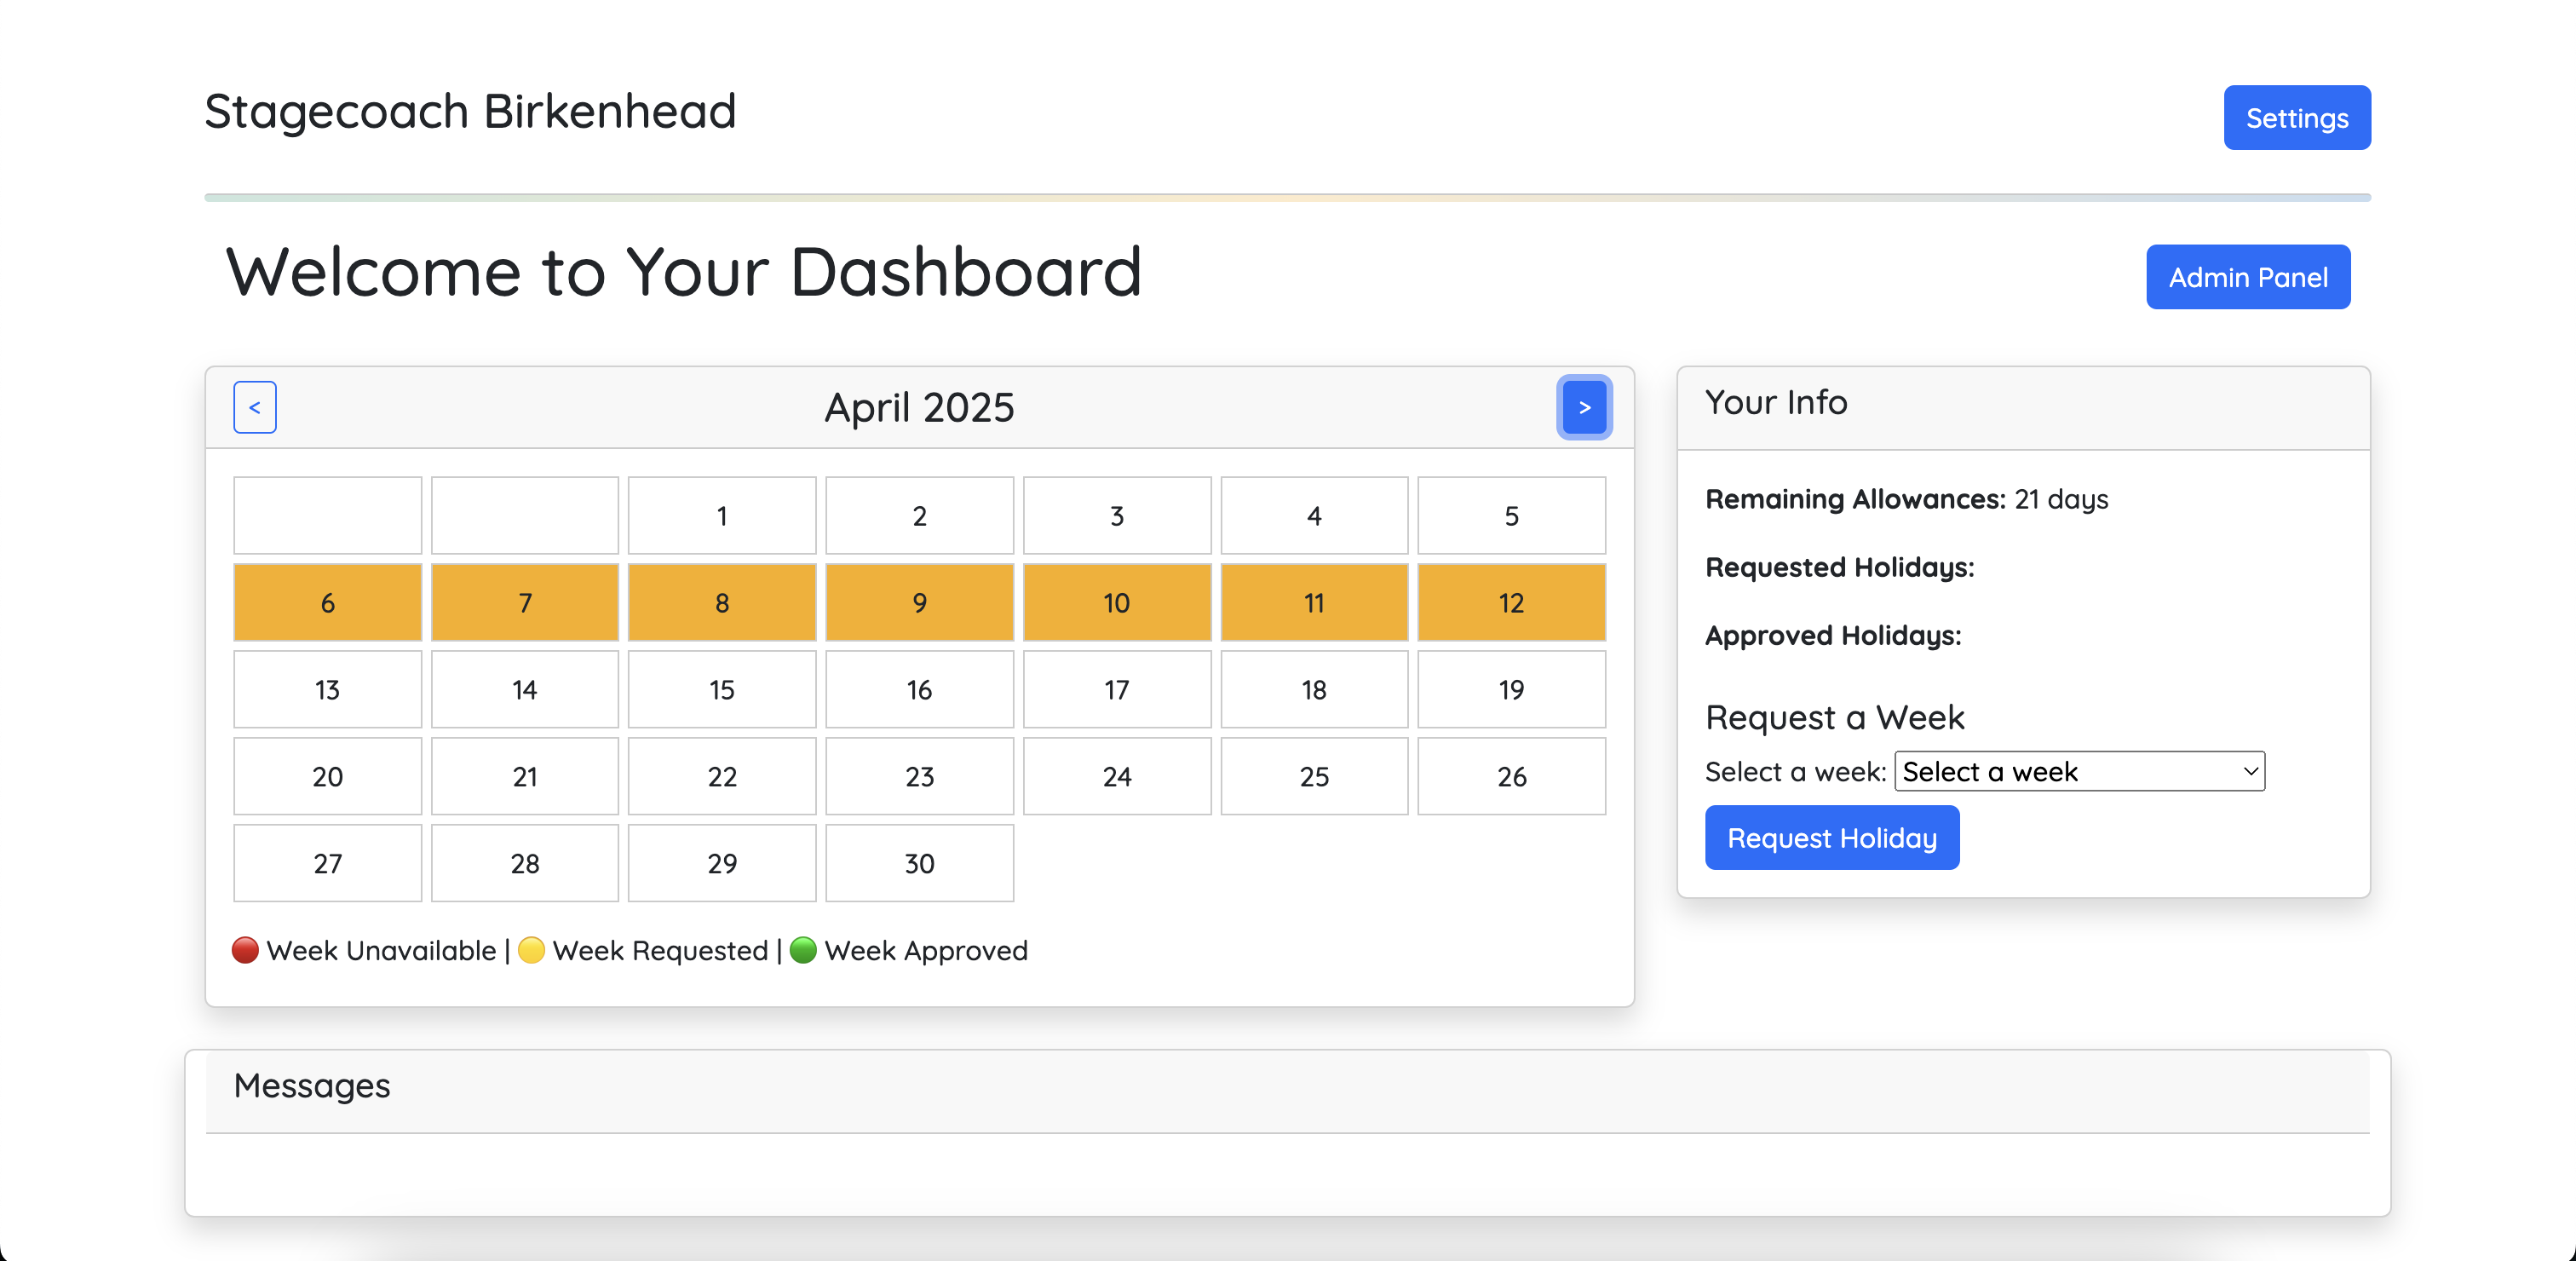 Stagecoach Birkenhead
Settings
Welcome to Your Dashboard
Admin Panel
< April 2025 >
1 2 3 4 5
6 7 8 9 10 11 12
13 14 15 16 17 18 19
20 21 22 23 24 25 26
27 28 29 30
Week Unavailable | Week Requested | Week Approved
Your Info
Remaining Allowances: 21 days
Requested Holidays:
Approved Holidays:
Request a Week
Select a week: Select a week
Request Holiday
Messages